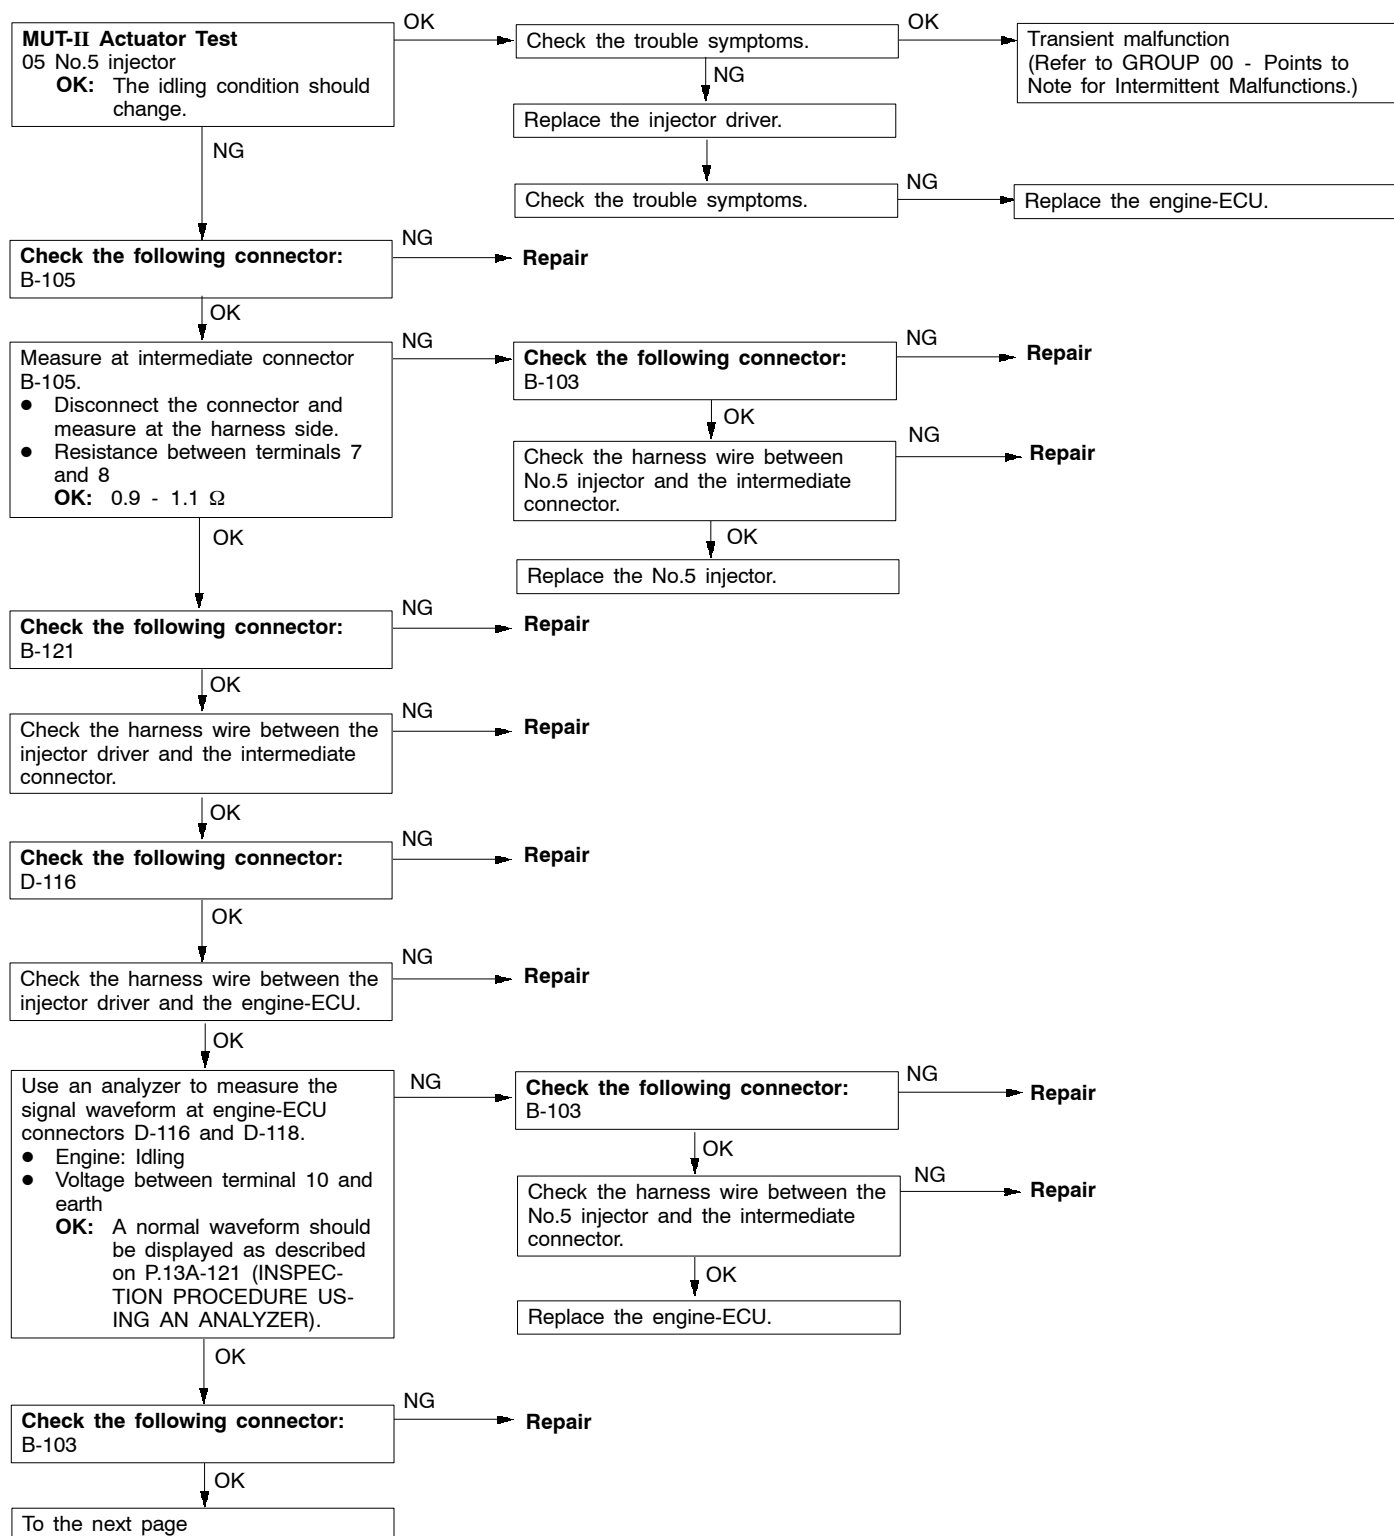 MUT-II Actuator Test
05 No.5 injector
OK: The idling condition should
change.
OK
Check the trouble symptoms.
OK
Transient malfunction
(Refer to GROUP 00 - Points to
Note for Intermittent Malfunctions.)
NG
Replace the injector driver.
Check the trouble symptoms.
NG
Replace the engine-ECU.
NG
Check the following connector:
B-105
NG
Repair
OK
Measure at intermediate connector
B-105.
● Disconnect the connector and
measure at the harness side.
● Resistance between terminals 7
and 8
OK: 0.9 - 1.1 Ω
NG
Check the following connector:
B-103
NG
Repair
OK
Check the harness wire between
No.5 injector and the intermediate
connector.
NG
Repair
OK
Replace the No.5 injector.
OK
Check the following connector:
B-121
NG
Repair
OK
Check the harness wire between the
injector driver and the intermediate
connector.
NG
Repair
OK
Check the following connector:
D-116
NG
Repair
OK
Check the harness wire between the
injector driver and the engine-ECU.
NG
Repair
OK
Use an analyzer to measure the
signal waveform at engine-ECU
connectors D-116 and D-118.
● Engine: Idling
● Voltage between terminal 10 and
earth
OK: A normal waveform should
be displayed as described
on P.13A-121 (INSPEC-
TION PROCEDURE US-
ING AN ANALYZER).
NG
Check the following connector:
B-103
NG
Repair
OK
Check the harness wire between the
No.5 injector and the intermediate
connector.
NG
Repair
OK
Replace the engine-ECU.
OK
Check the following connector:
B-103
NG
Repair
OK
To the next page